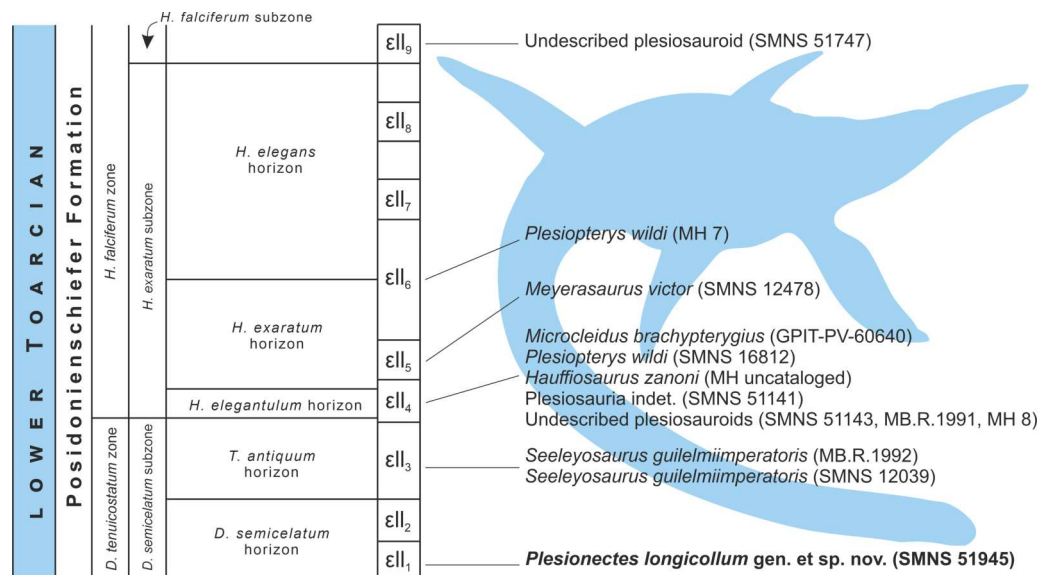 LOWER TOARCIAN
Posidonienschiefer Formation
H. falciferum zone
D. tenuicostatum zone
H. falciferum subzone
H. exaratum subzone
D. semicelatum subzone
H. elegans
horizon
H. exaratum
horizon
H. elegantulum horizon
T. antiquum
horizon
D. semicelatum
horizon
εII₉
εII₈
εII₇
εII₆
εII₅
εII₄
εII₃
εII₂
εII₁
Undescribed plesiosauroid (SMNS 51747)
Plesiopterys wildi (MH 7)
Meyerasaurus victor (SMNS 12478)
Microcleidus brachypterygius (GPIT-PV-60640)
Plesiopterys wildi (SMNS 16812)
Hauffiosaurus zanoni (MH uncataloged)
Plesiosauria indet. (SMNS 51141)
Undescribed plesiosauroids (SMNS 51143, MB.R.1991, MH 8)
Seeleyosaurus guilelmiimperatoris (MB.R.1992)
Seeleyosaurus guilelmiimperatoris (SMNS 12039)
Plesionectes longicollum gen. et sp. nov. (SMNS 51945)